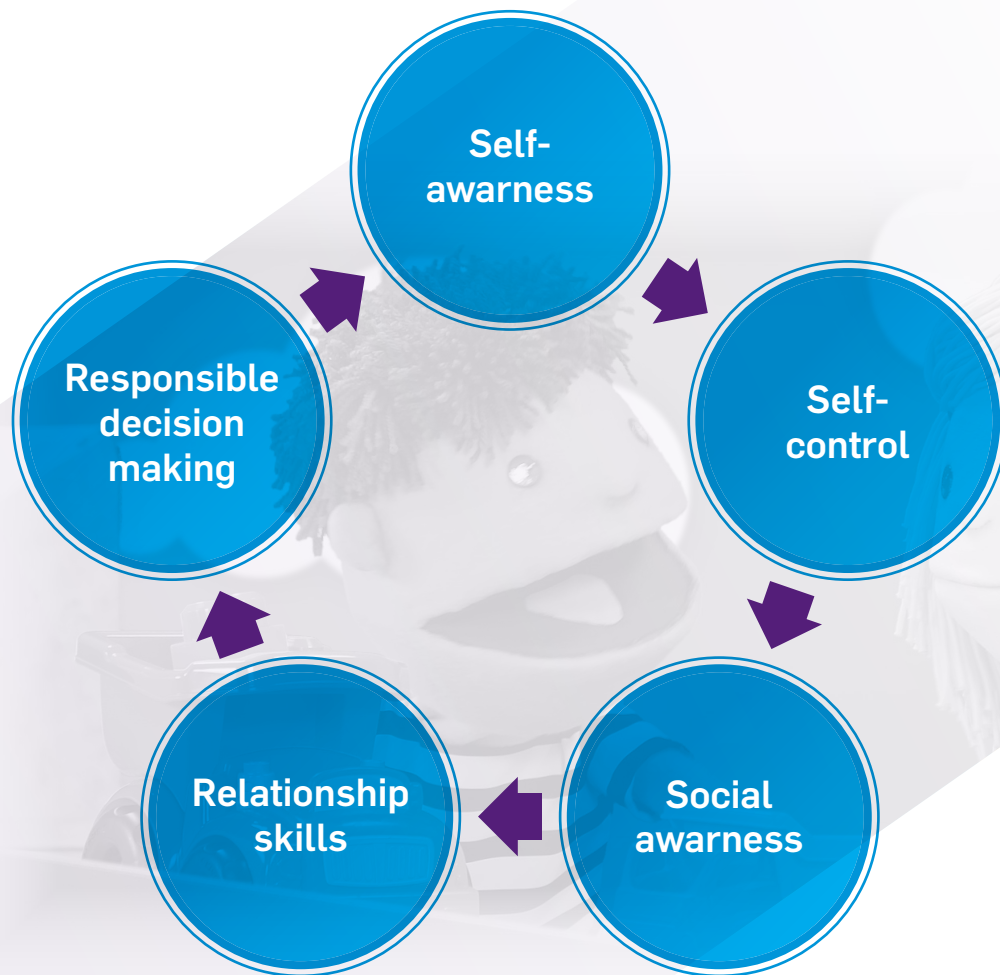 Self-
awarness
Self-
control
Social
awarness
Relationship
skills
Responsible
decision
making